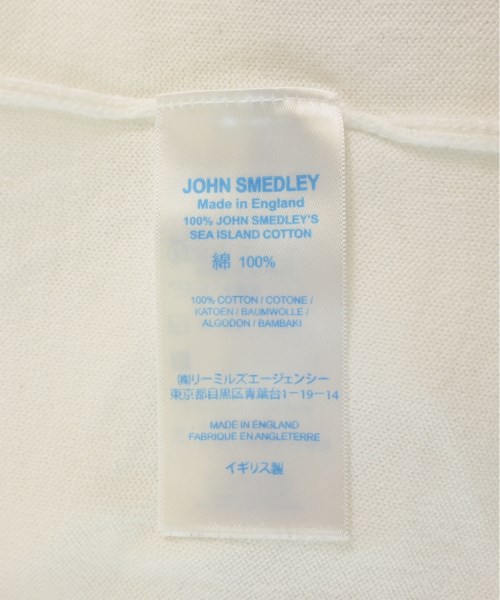 JOHN SMEDLEY
Made in England
100% JOHN SMEDLEY'S
SEA ISLAND COTTON
綿 100%
100% COTTON / COTONE /
KATOEN / BAUMWOLLE /
ALGODON / BAMBAKI
㈱リーミルズエージェンシー
東京都目黒区青葉台1-19-14
MADE IN ENGLAND
FABRIQUE EN ANGLETERRE
イギリス製